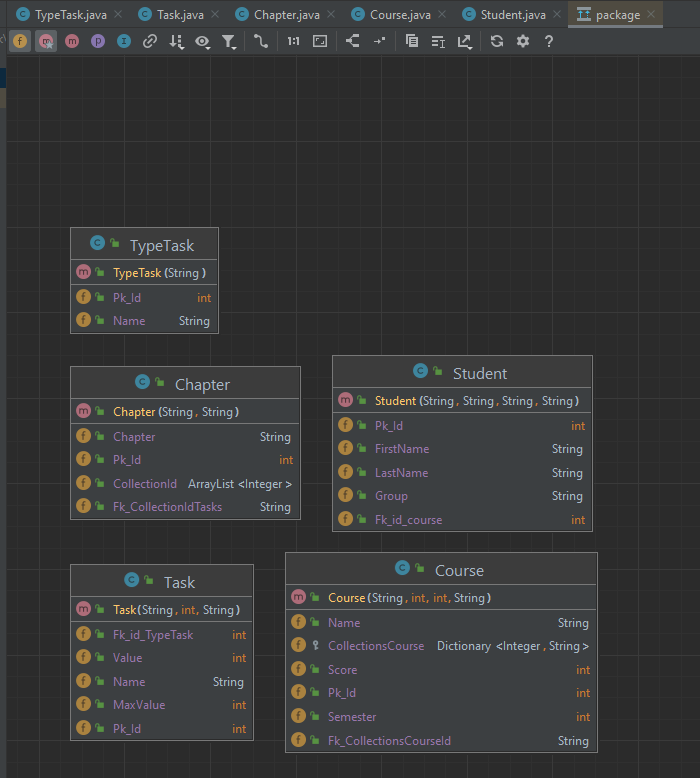 TypeTask.java Task.java Chapter.java Course.java Student.java package
f m m p I 1:1 ?
C TypeTask
m TypeTask(String)
f Pk_Id int
f Name String
C Chapter
m Chapter(String, String)
f Chapter String
f Pk_Id int
f CollectionId ArrayList<Integer>
f Fk_CollectionIdTasks String
C Student
m Student(String, String, String, String)
f Pk_Id int
f FirstName String
f LastName String
f Group String
f Fk_id_course int
C Task
m Task(String, int, String)
f Fk_id_TypeTask int
f Value int
f Name String
f MaxValue int
f Pk_Id int
C Course
m Course(String, int, int, String)
f Name String
f CollectionsCourse Dictionary<Integer, String>
f Score int
f Pk_Id int
f Semester int
f Fk_CollectionsCourseId String